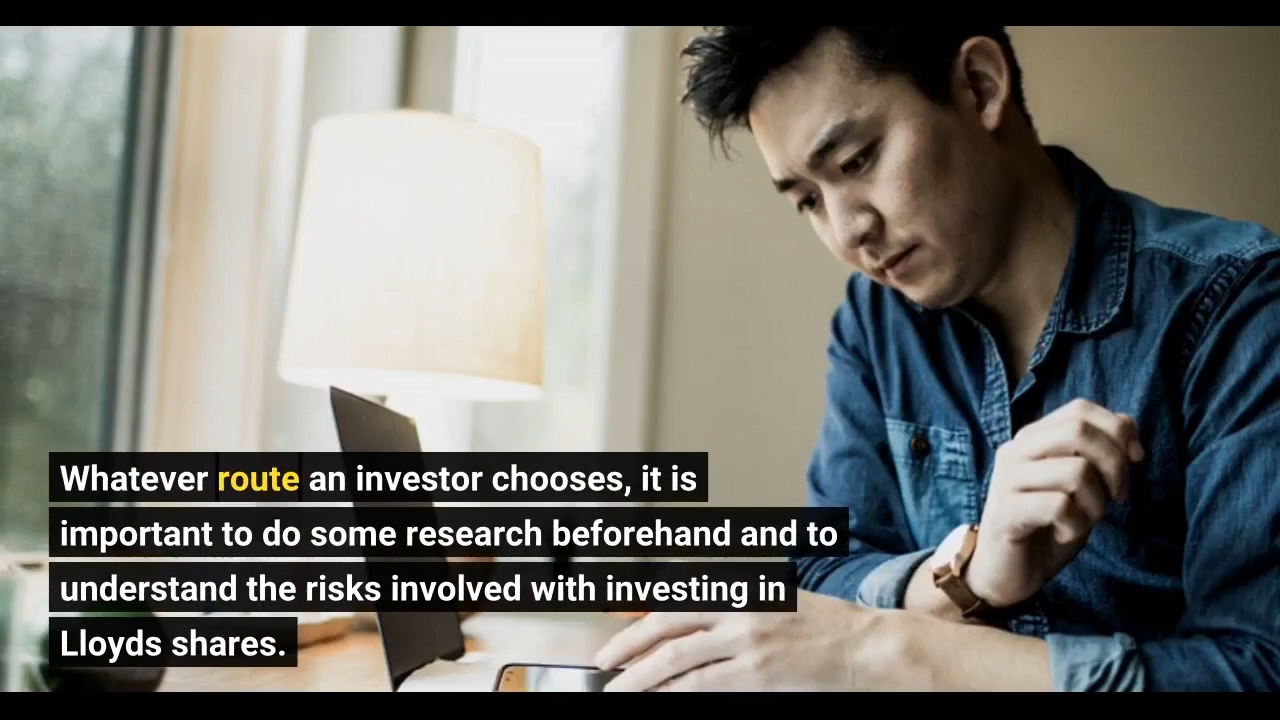 Whatever route an investor chooses, it is
important to do some research beforehand and to
understand the risks involved with investing in
Lloyds shares.